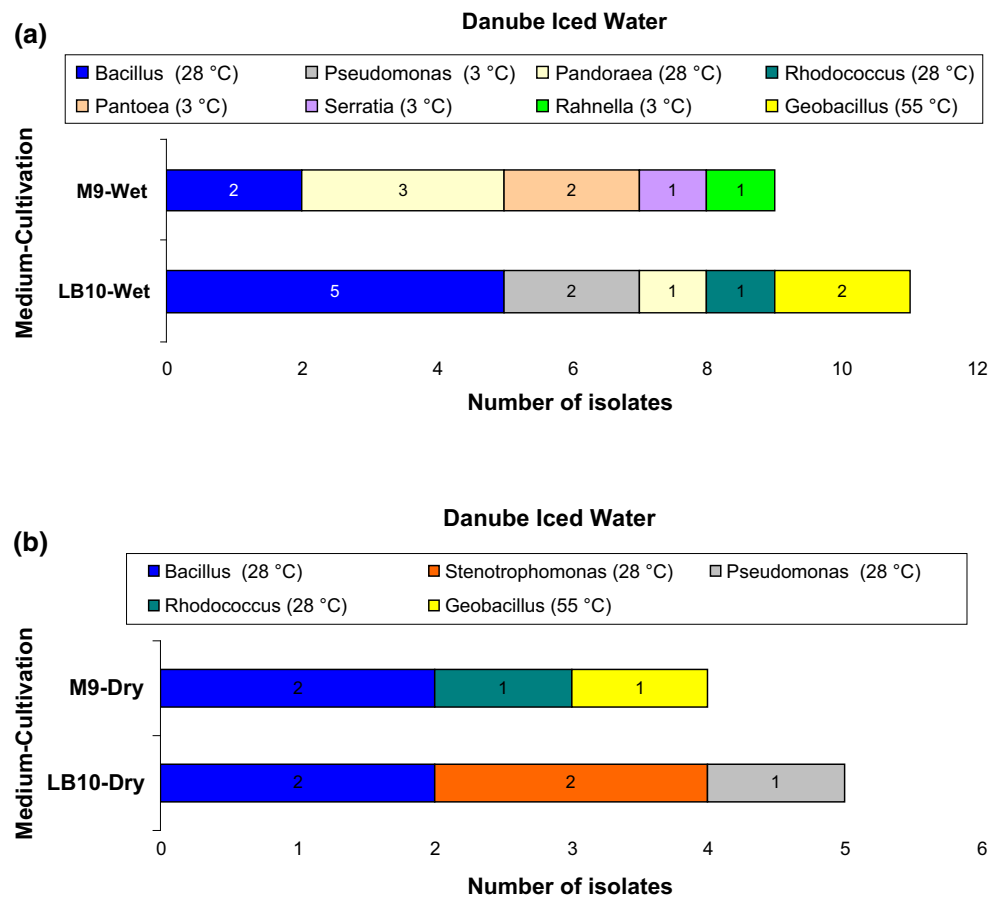 (a)
Danube Iced Water
Bacillus (28 °C) Pseudomonas (3 °C) Pandoraea (28 °C) Rhodococcus (28 °C)
Pantoea (3 °C) Serratia (3 °C) Rahnella (3 °C) Geobacillus (55 °C)
Medium-Cultivation
M9-Wet 2 3 2 1 1
LB10-Wet 5 2 1 1 2
0 2 4 6 8 10 12
Number of isolates
(b)
Danube Iced Water
Bacillus (28 °C) Stenotrophomonas (28 °C) Pseudomonas (28 °C)
Rhodococcus (28 °C) Geobacillus (55 °C)
Medium-Cultivation
M9-Dry 2 1 1
LB10-Dry 2 2 1
0 1 2 3 4 5 6
Number of isolates